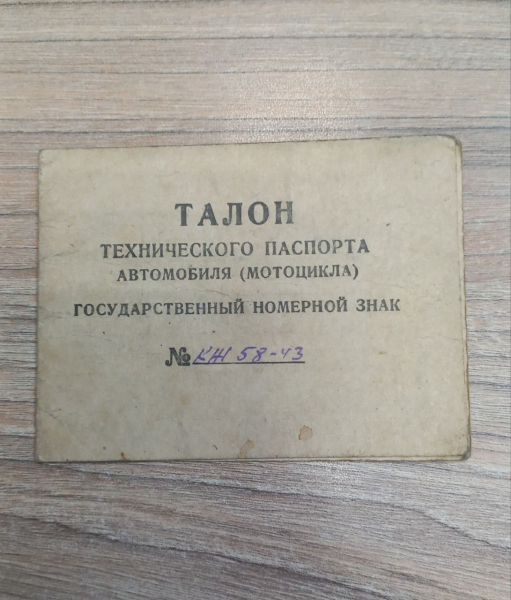 ТАЛОН
ТЕХНИЧЕСКОГО ПАСПОРТА
АВТОМОБИЛЯ (МОТОЦИКЛА)
ГОСУДАРСТВЕННЫЙ НОМЕРНОЙ ЗНАК
№ КЖ 58-43